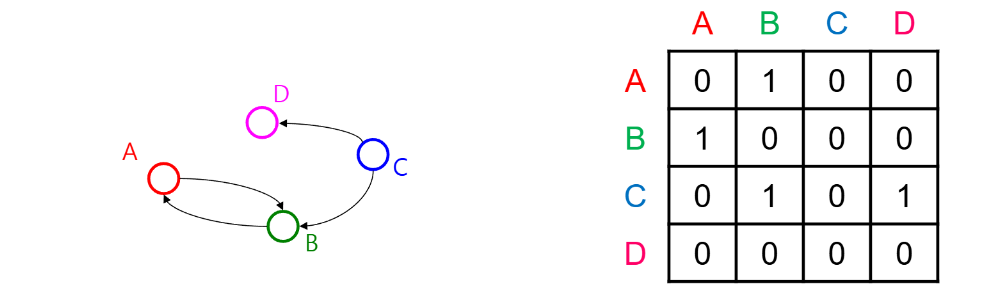 D
A
C
B
A B C D
A 0 1 0 0
B 1 0 0 0
C 0 1 0 1
D 0 0 0 0